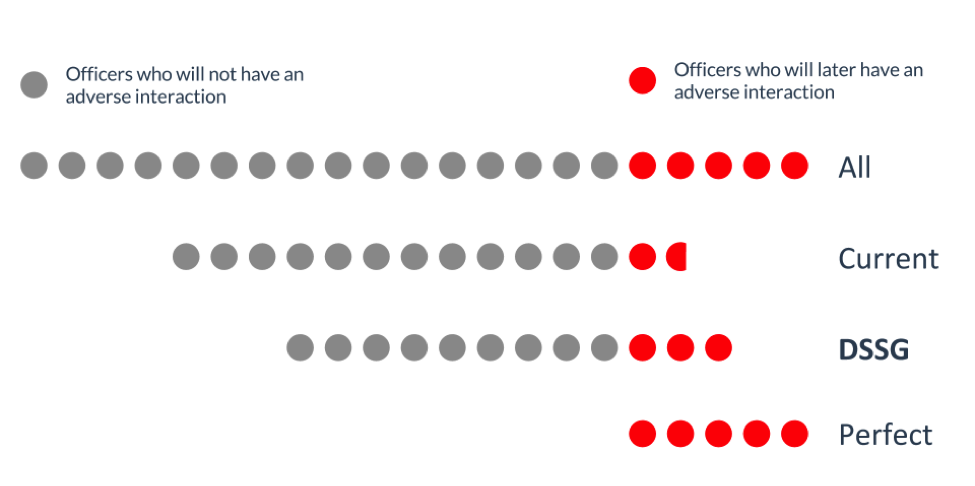 Officers who will not have an
adverse interaction
Officers who will later have an
adverse interaction
All
Current
DSSG
Perfect